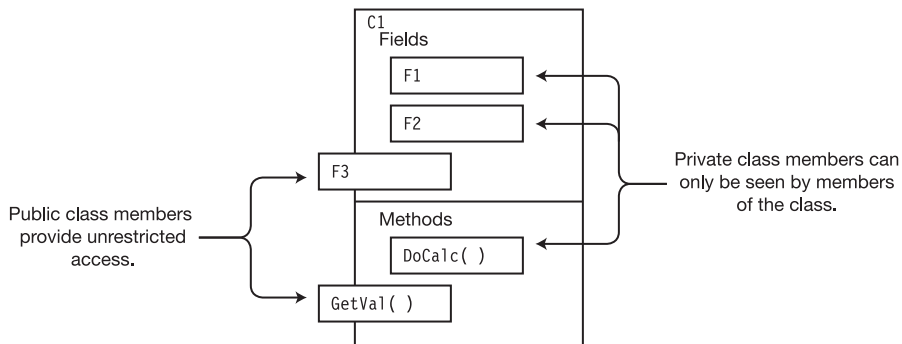 C1
Fields
F1
F2
F3
Methods
DoCalc( )
GetVal( )
Public class members
provide unrestricted
access.
Private class members can
only be seen by members
of the class.